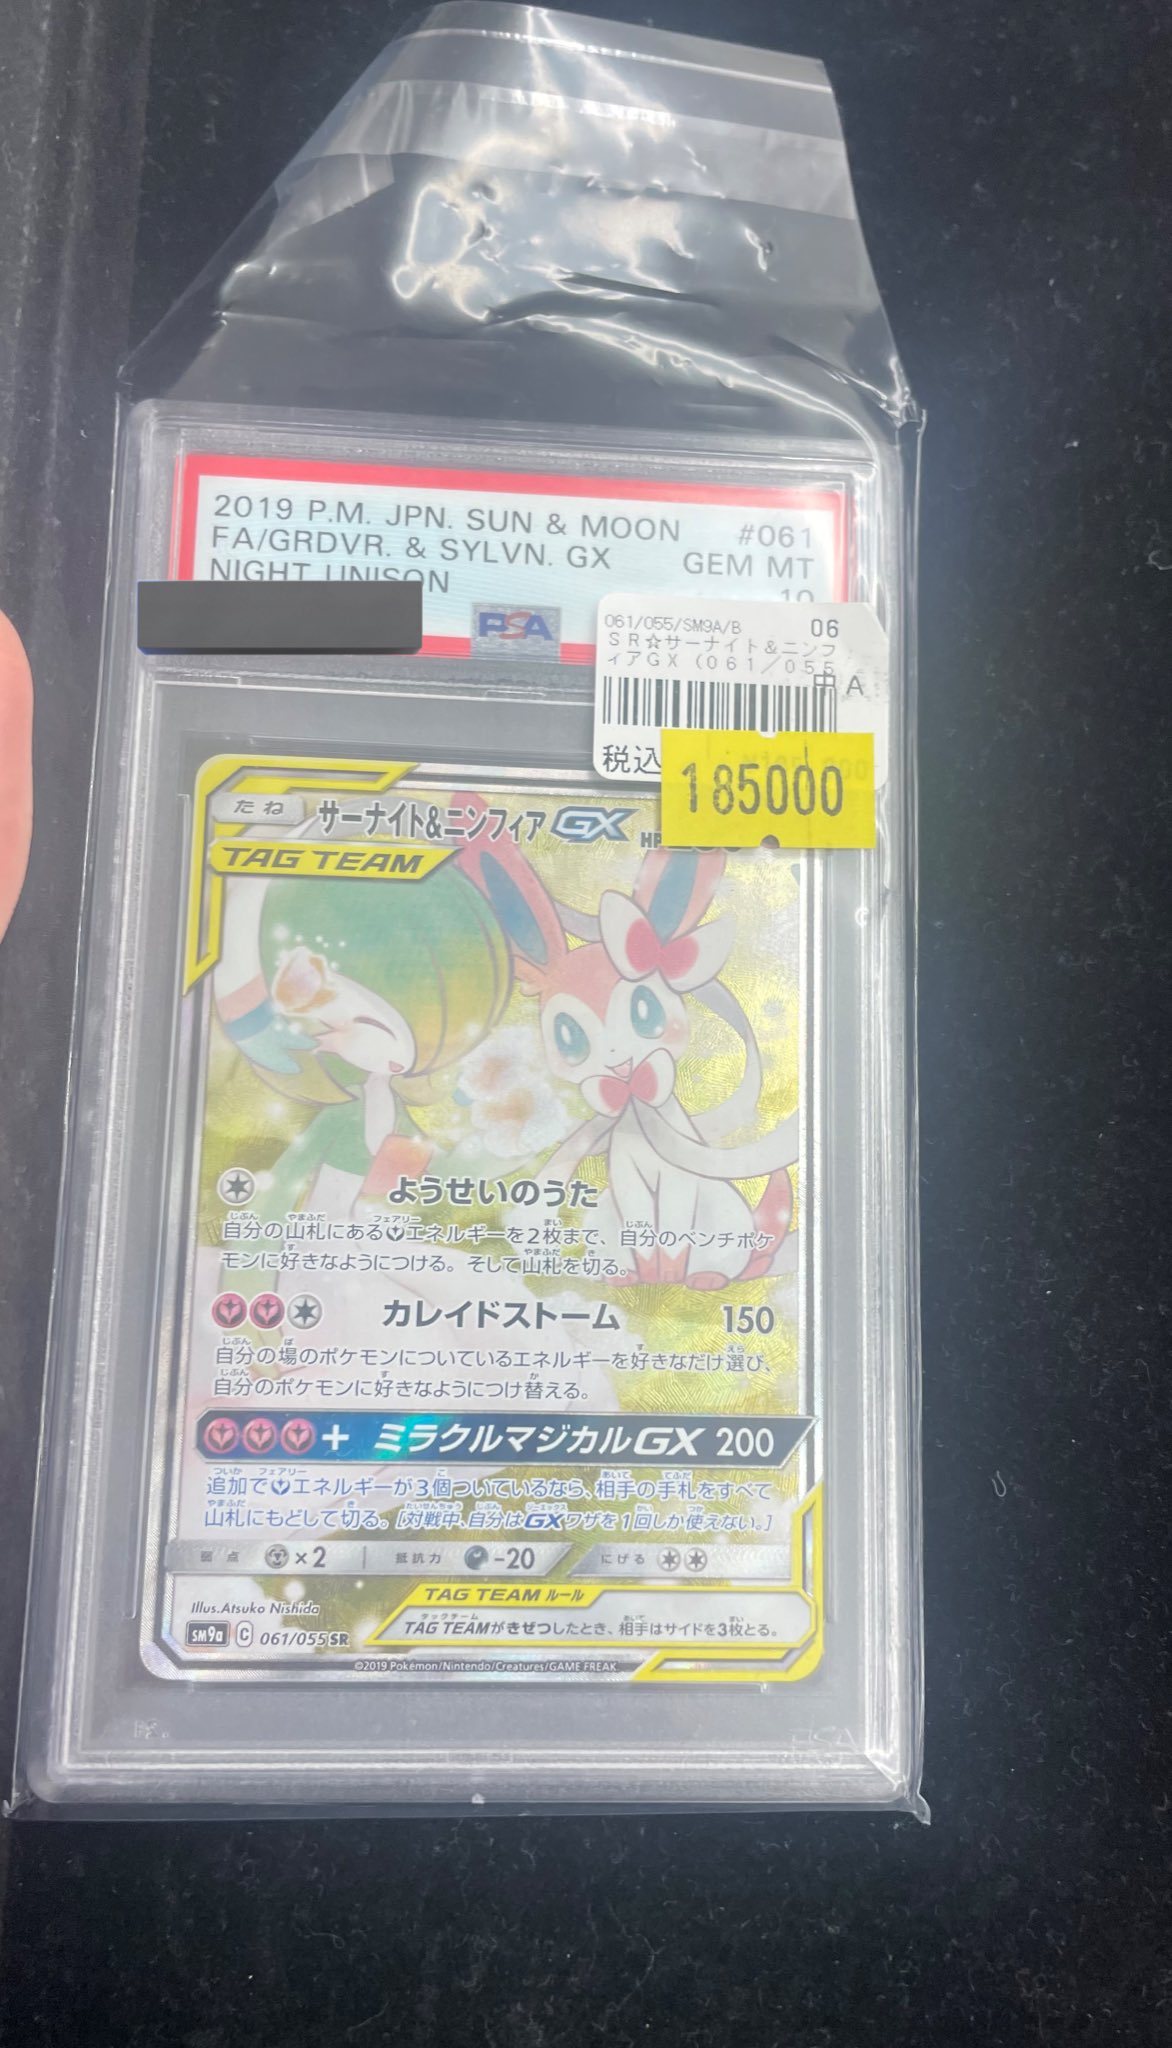 2019 P.M. JPN. SUN & MOON #061
FA/GRDVR. & SYLVN. GX GEM MT
NIGHT UNISON 10
PSA
061/055/SM9A/B 06
SR☆サーナイト&ニンフ
ィアGX (061/055
中A
税込
185000
たね サーナイト&ニンフィアGX HP
TAG TEAM
ようせいのうた
自分の山札にあるエネルギーを2枚まで、自分のベンチポケ
モンに好きなようにつける。そして山札を切る。
カレイドストーム 150
自分の場のポケモンについているエネルギーを好きなだけ選び、
自分のポケモンに好きなようにつけ替える。
+ ミラクルマジカルGX 200
追加でエネルギーが3個ついているなら、相手の手札をすべて
山札にもどして切る。[対戦中、自分はGXワザを1回しか使えない。]
弱点 ×2 抵抗力 -20 にげる
TAG TEAM ルール
TAG TEAMがきぜつしたとき、相手はサイドを3枚とる。
Illus.Atsuko Nishida
SM9a C 061/055 SR
©2019 Pokémon/Nintendo/Creatures/GAME FREAK.
PSA